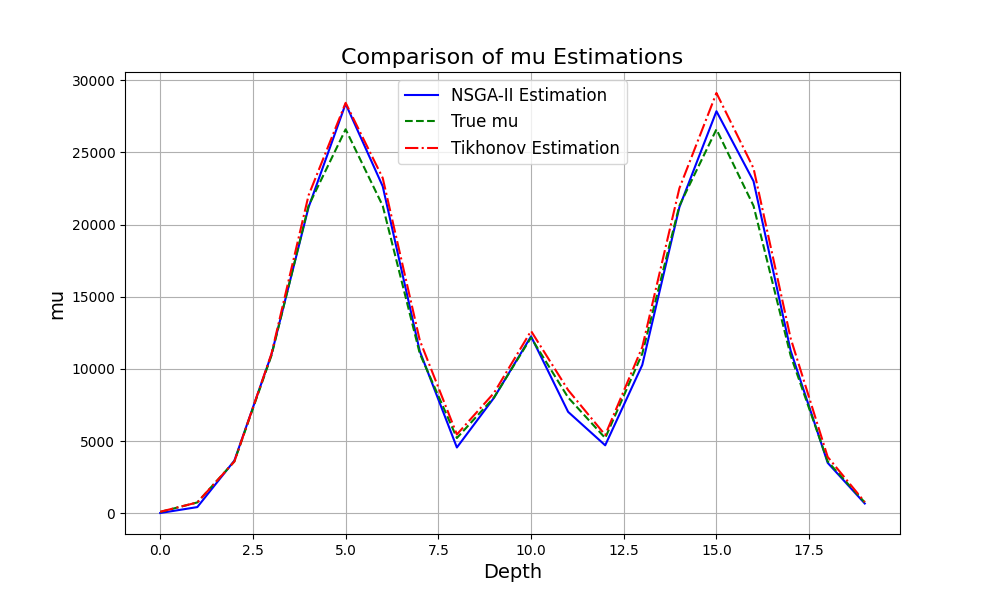 Comparison of mu Estimations
NSGA-II Estimation
True mu
Tikhonov Estimation
mu
30000
25000
20000
15000
10000
5000
0
0.0 2.5 5.0 7.5 10.0 12.5 15.0 17.5
Depth